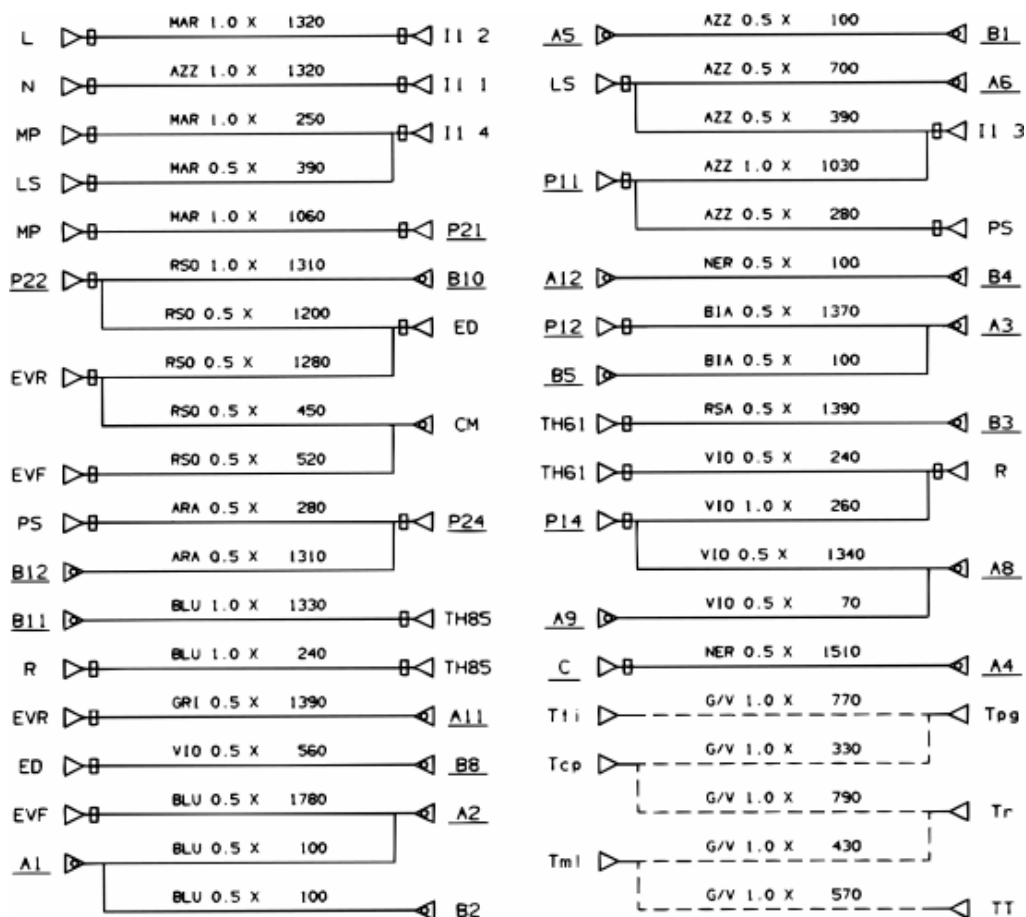 L MAR 1.0 X 1320 I1 2
N AZZ 1.0 X 1320 I1 1
MP MAR 1.0 X 250 I1 4
LS MAR 0.5 X 390
MP MAR 1.0 X 1060 P21
P22 RSO 1.0 X 1310 B10
RSO 0.5 X 1200 ED
EVR RSO 0.5 X 1280
RSO 0.5 X 450 CM
EVF RSO 0.5 X 520
PS ARA 0.5 X 280 P24
B12 ARA 0.5 X 1310
B11 BLU 1.0 X 1330 TH85
R BLU 1.0 X 240 TH85
EVR GRI 0.5 X 1390 A11
ED VIO 0.5 X 560 B8
EVF BLU 0.5 X 1780 A2
A1 BLU 0.5 X 100
BLU 0.5 X 100 B2
A5 AZZ 0.5 X 100 B1
LS AZZ 0.5 X 700 A6
AZZ 0.5 X 390 I1 3
P11 AZZ 1.0 X 1030
AZZ 0.5 X 280 PS
A12 NER 0.5 X 100 B4
P12 BIA 0.5 X 1370 A3
B5 BIA 0.5 X 100
TH61 RSA 0.5 X 1390 B3
TH61 VIO 0.5 X 240 R
P14 VIO 1.0 X 260
VIO 0.5 X 1340 A8
A9 VIO 0.5 X 70
C NER 0.5 X 1510 A4
Tfi G/V 1.0 X 770 Tpg
Tcp G/V 1.0 X 330
G/V 1.0 X 790 Tr
Tml G/V 1.0 X 430
G/V 1.0 X 570 TT